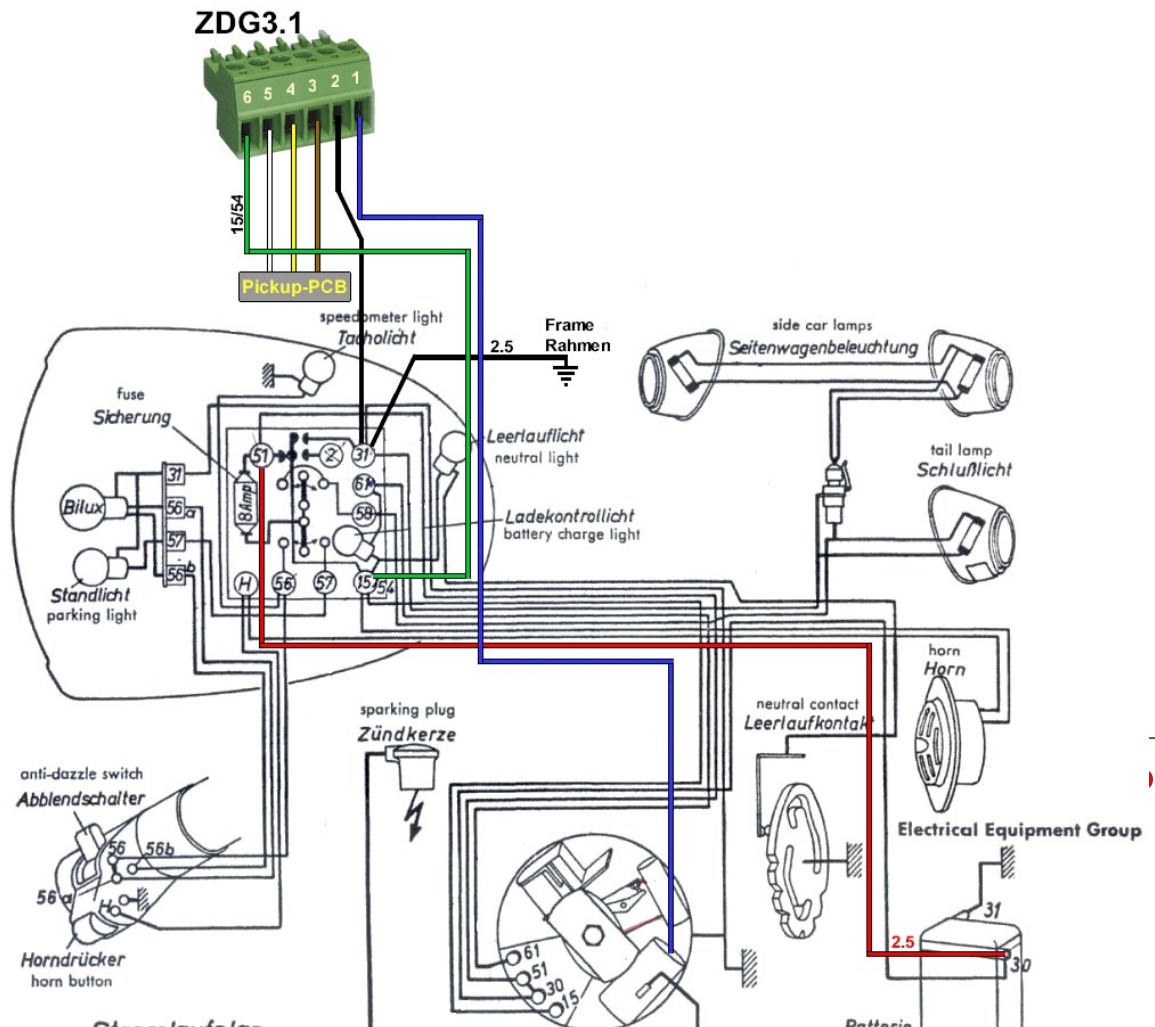 ZDG3.1
6 5 4 3 2 1
15/54
Pickup-PCB
speedometer light
Tacholicht
2.5
Frame
Rahmen
side car lamps
Seitenwagenbeleuchtung
fuse
Sicherung
Leerlauflicht
neutral light
tail lamp
Schlußlicht
51
2
31
61
58
8 Amp
Bilux
31
56a
57
56b
Ladekontrollicht
battery charge light
Standlicht
parking light
H
56
57
15/54
horn
Horn
sparking plug
Zündkerze
neutral contact
Leerlaufkontakt
anti-dazzle switch
Abblendschalter
56
56b
56a
H
Electrical Equipment Group
Horndrücker
horn button
61
51
30
15
2.5
31
30
Stromlaufplan
Batterie